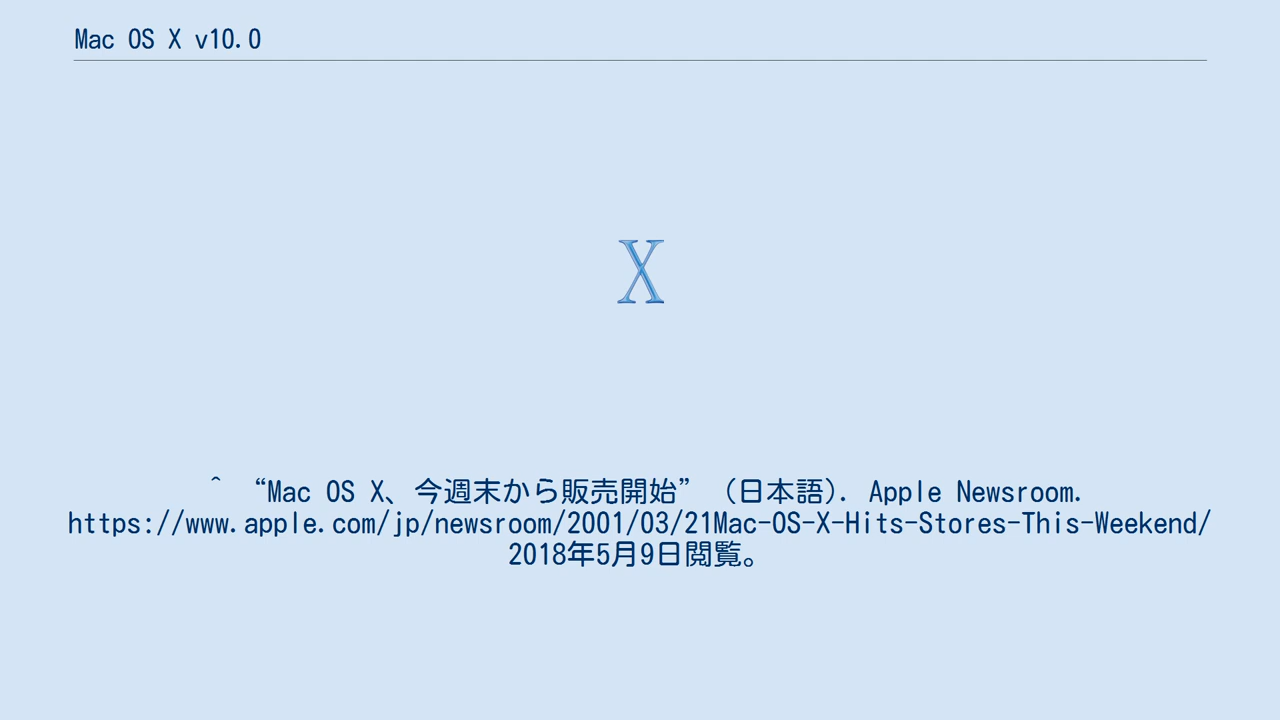 Mac OS X v10.0
X
^ “Mac OS X、今週末から販売開始” （日本語）. Apple Newsroom.
https://www.apple.com/jp/newsroom/2001/03/21Mac-OS-X-Hits-Stores-This-Weekend/
2018年5月9日閲覧。